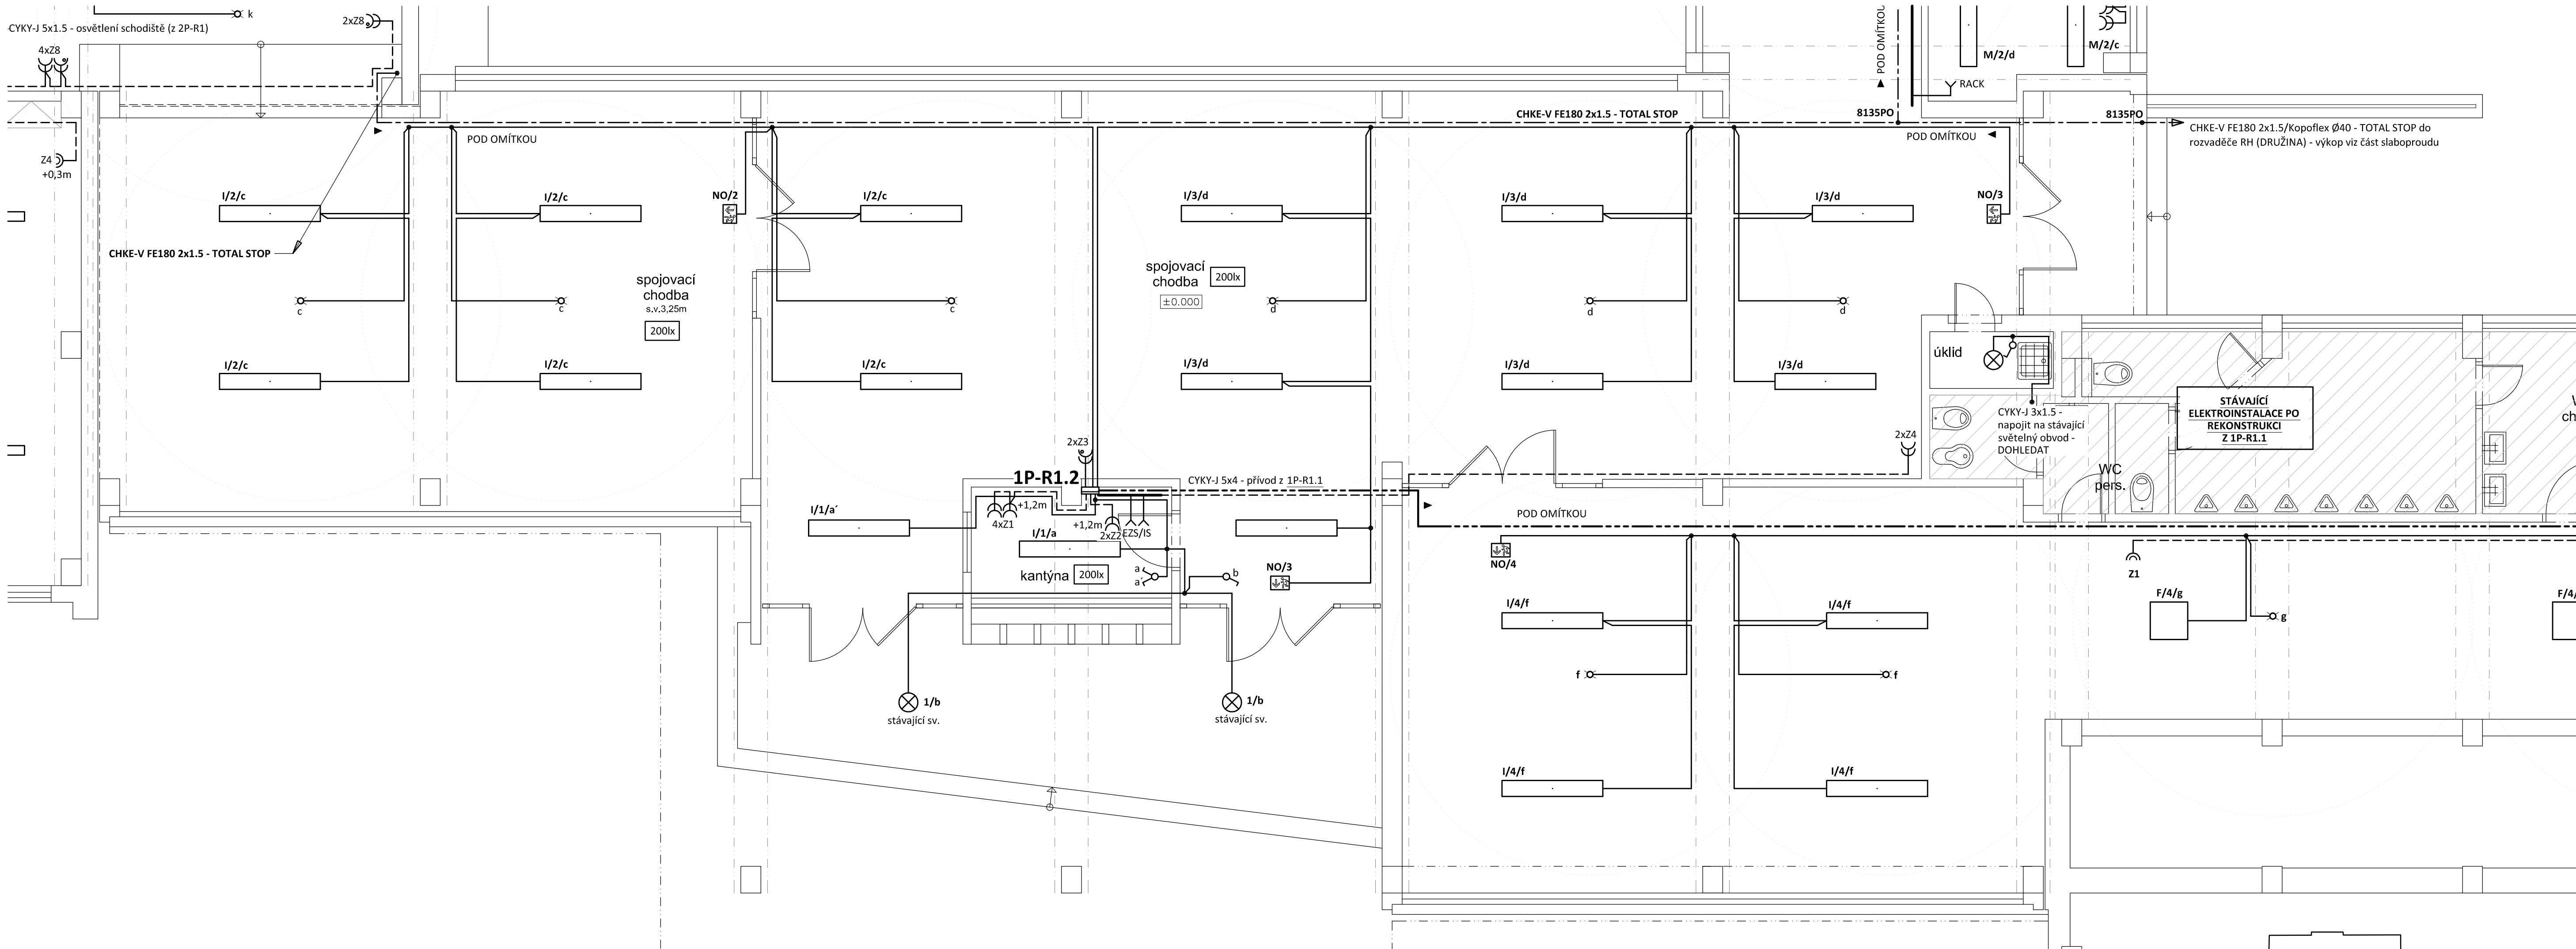 k
CYKY-J 5x1.5 - osvětlení schodiště (z 2P-R1)
2xZ8
4xZ8
Z4
+0,3m
POD OMÍTKOU
M/2/d
M/2/c
RACK
CHKE-V FE180 2x1.5 - TOTAL STOP
8135PO
8135PO
POD OMÍTKOU
POD OMÍTKOU
CHKE-V FE180 2x1.5/Kopoflex Ø40 - TOTAL STOP do
rozvaděče RH (DRUŽINA) - výkop viz část slaboproudu
I/2/c
I/2/c
NO/2
I/2/c
I/3/d
I/3/d
I/3/d
NO/3
CHKE-V FE180 2x1.5 - TOTAL STOP
spojovací
chodba
s.v.3,25m
200lx
spojovací
chodba
200lx
±0.000
c
c
c
d
d
d
I/2/c
I/2/c
I/2/c
I/3/d
I/3/d
I/3/d
úklid
CYKY-J 3x1.5 -
napojit na stávající
světelný obvod -
DOHLEDAT
STÁVAJÍCÍ
ELEKTROINSTALACE PO
REKONSTRUKCI
Z 1P-R1.1
WC
pers.
2xZ3
2xZ4
1P-R1.2
CYKY-J 5x4 - přívod z 1P-R1.1
I/1/a´
+1,2m
4xZ1
+1,2m
2xZ2
EZS/IS
I/1/a
kantýna
200lx
a
a´
b
NO/3
POD OMÍTKOU
NO/4
Z1
F/4/g
g
I/4/f
I/4/f
f
f
1/b
stávající sv.
1/b
stávající sv.
I/4/f
I/4/f